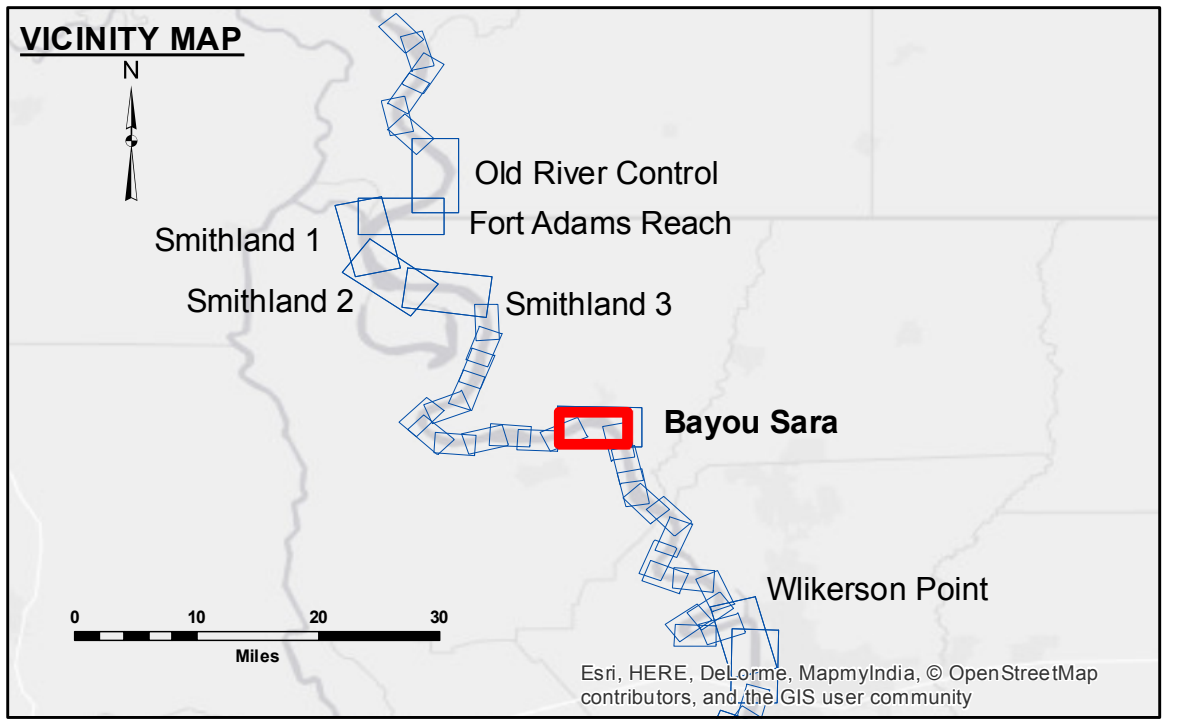 VICINITY MAP
N
Old River Control
Fort Adams Reach
Smithland 1
Smithland 2
Smithland 3
Bayou Sara
Wlikerson Point
0 10 20 30
Miles
Esri, HERE, DeLorme, MapmyIndia, © OpenStreetMap
contributors, and the GIS user community